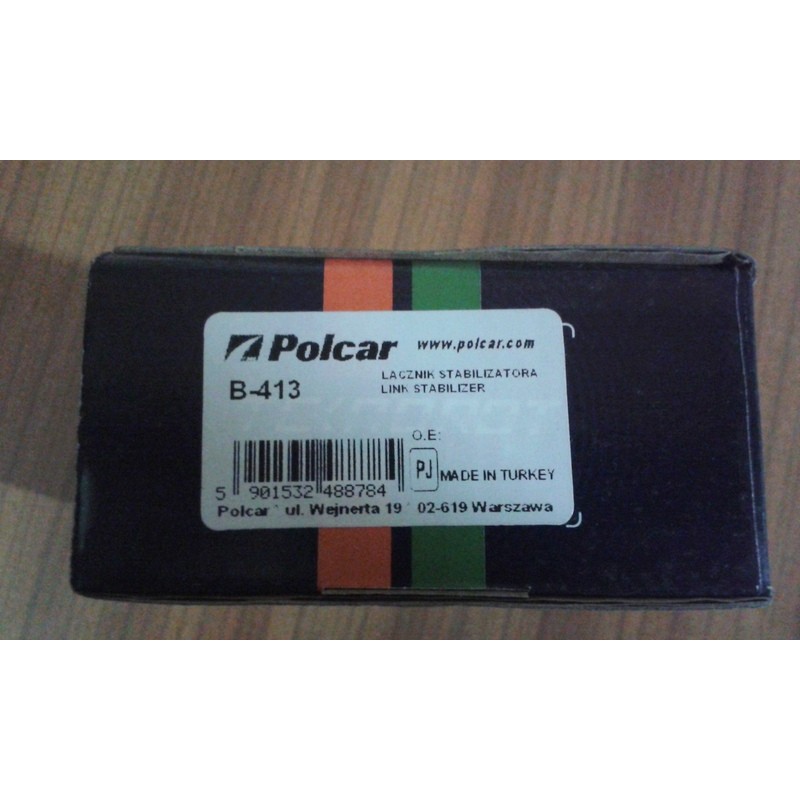 Polcar www.polcar.com
B-413
LACZNIK STABILIZATORA
LINK STABILIZER
O.E:
PJ MADE IN TURKEY
5 901532 488784
Polcar ul. Wejnerta 19 02-619 Warszawa